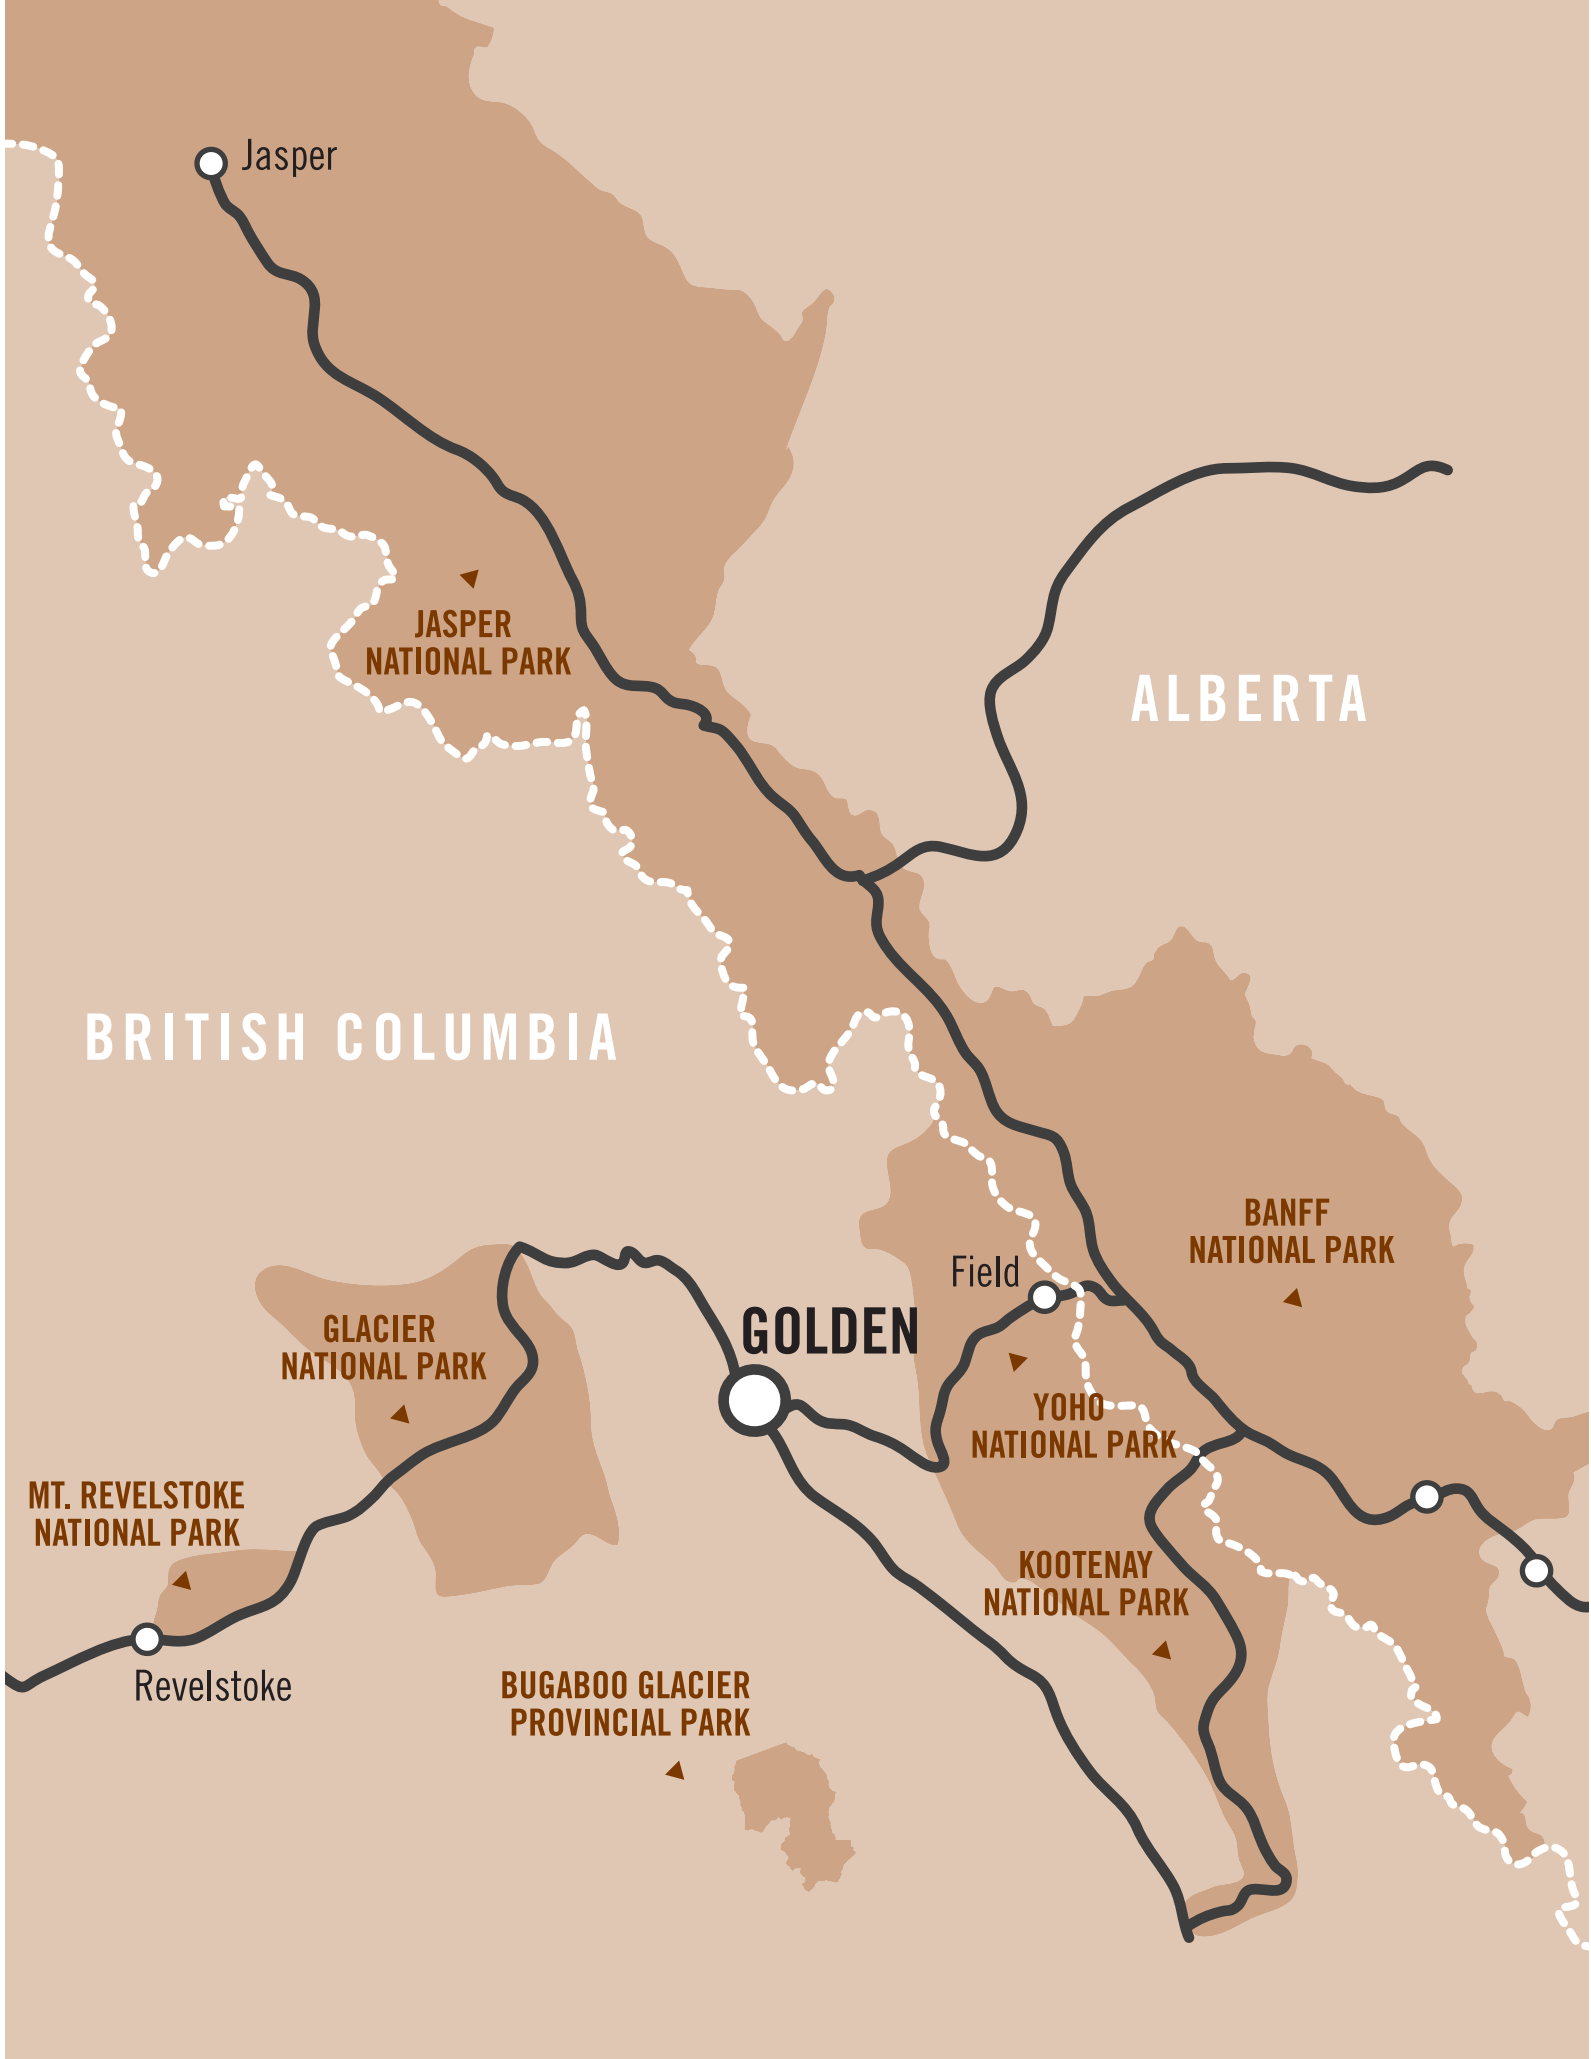 Jasper
JASPER
NATIONAL PARK
ALBERTA
BRITISH COLUMBIA
BANFF
NATIONAL PARK
Field
GOLDEN
GLACIER
NATIONAL PARK
YOHO
NATIONAL PARK
MT. REVELSTOKE
NATIONAL PARK
KOOTENAY
NATIONAL PARK
Revelstoke
BUGABOO GLACIER
PROVINCIAL PARK